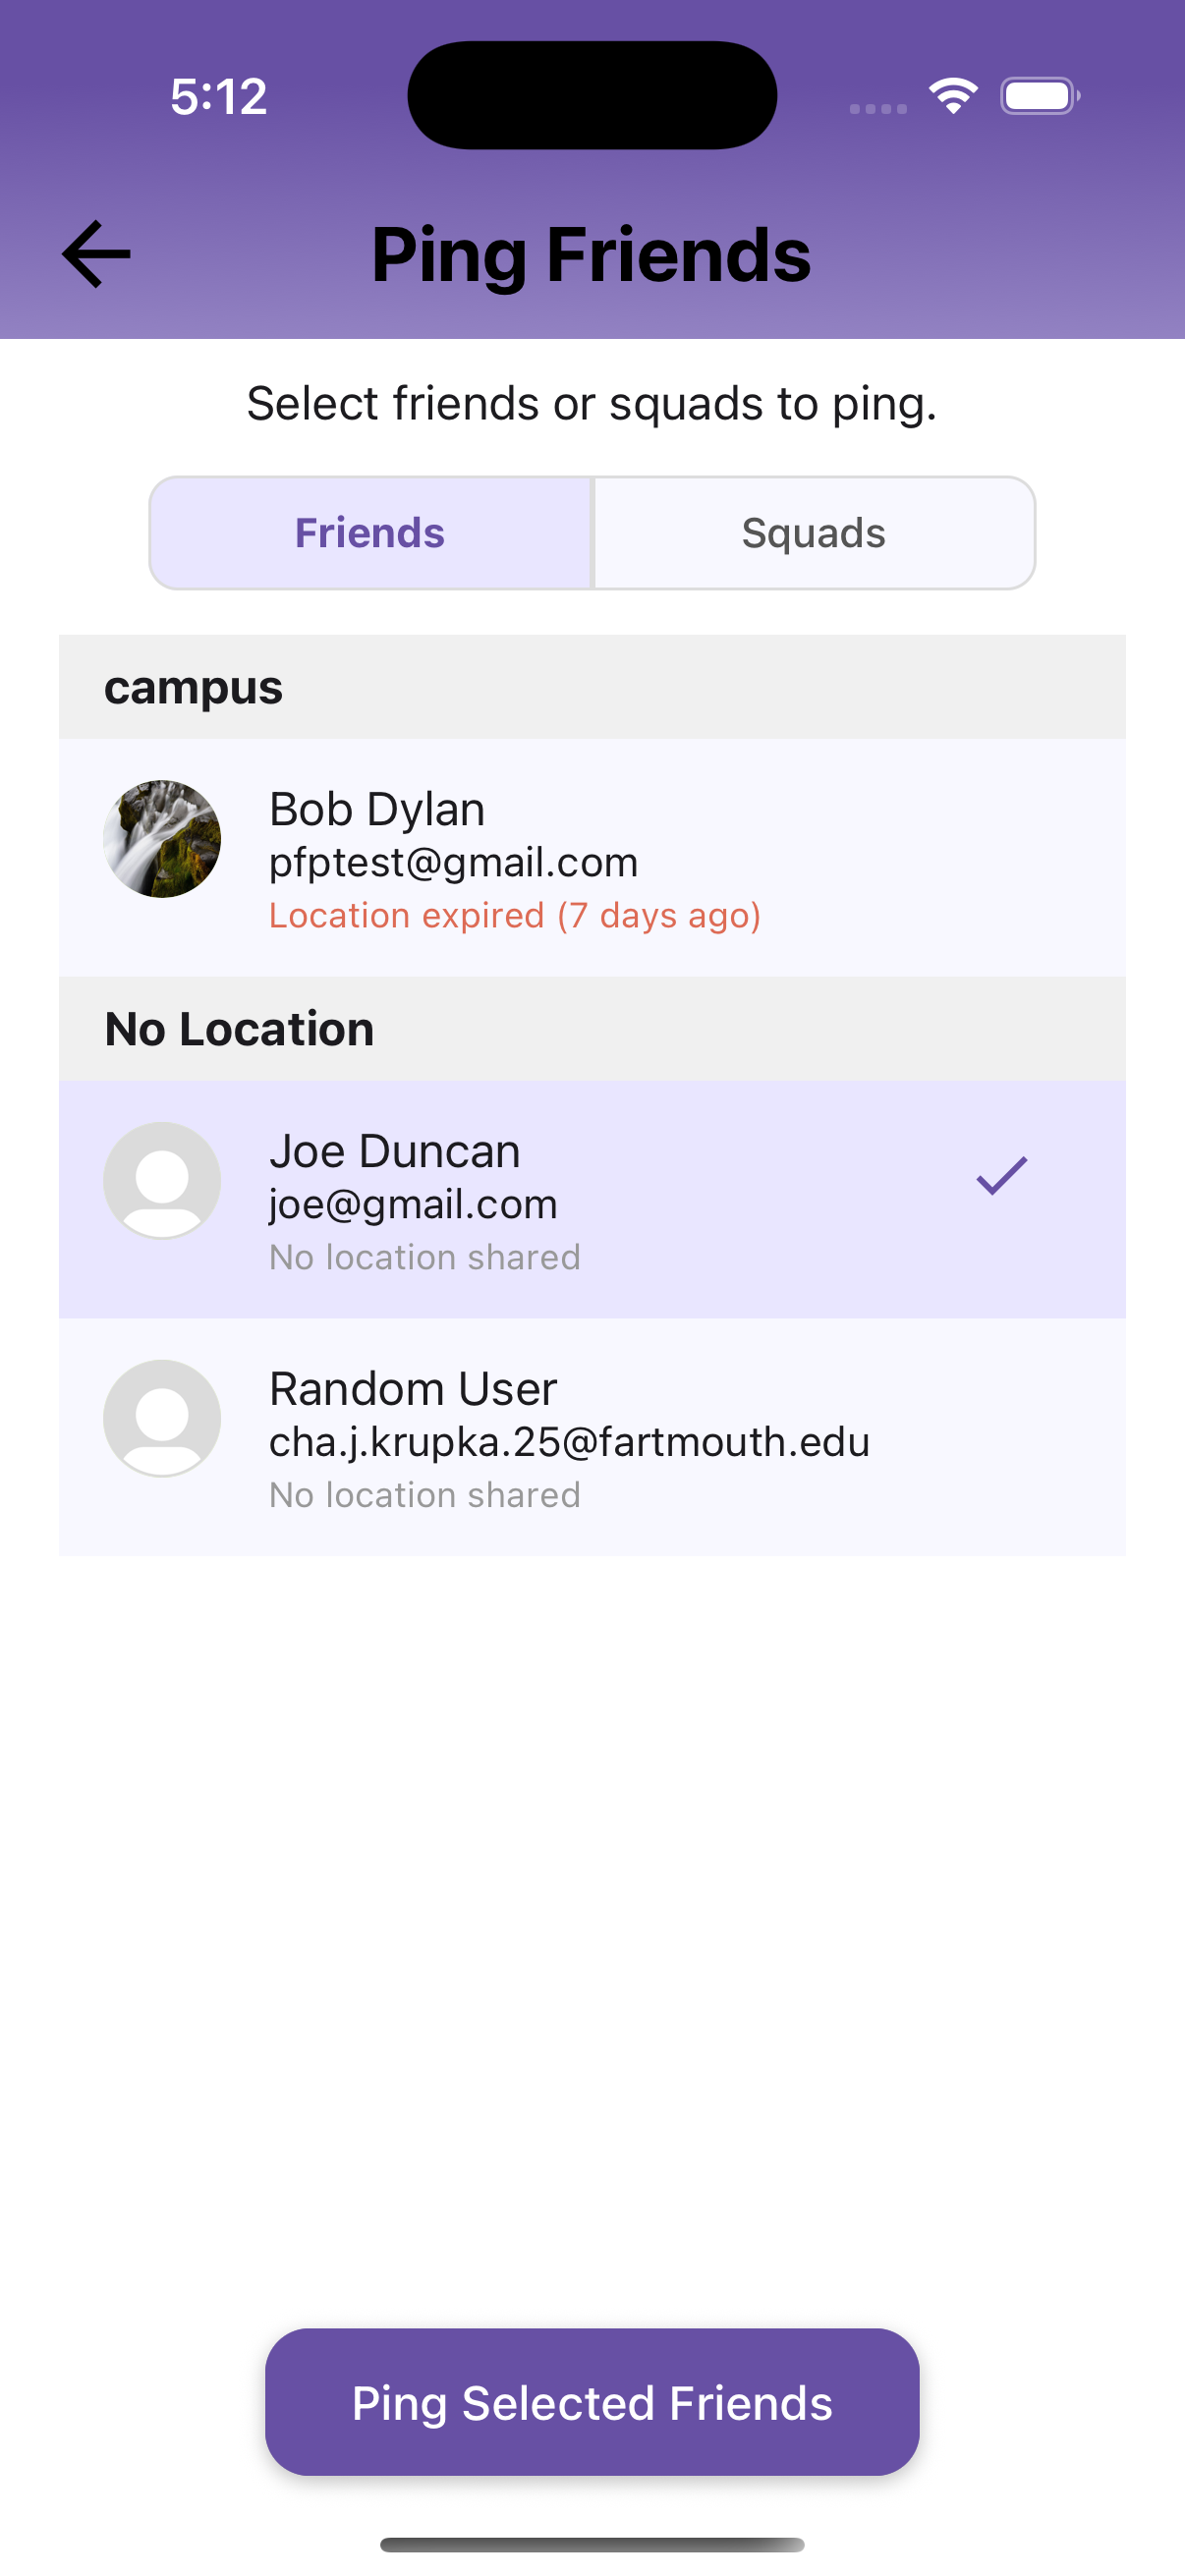 5:12
Ping Friends
Select friends or squads to ping.
Friends
Squads
campus
Bob Dylan
pfptest@gmail.com
Location expired (7 days ago)
No Location
Joe Duncan
joe@gmail.com
No location shared
Random User
cha.j.krupka.25@fartmouth.edu
No location shared
Ping Selected Friends